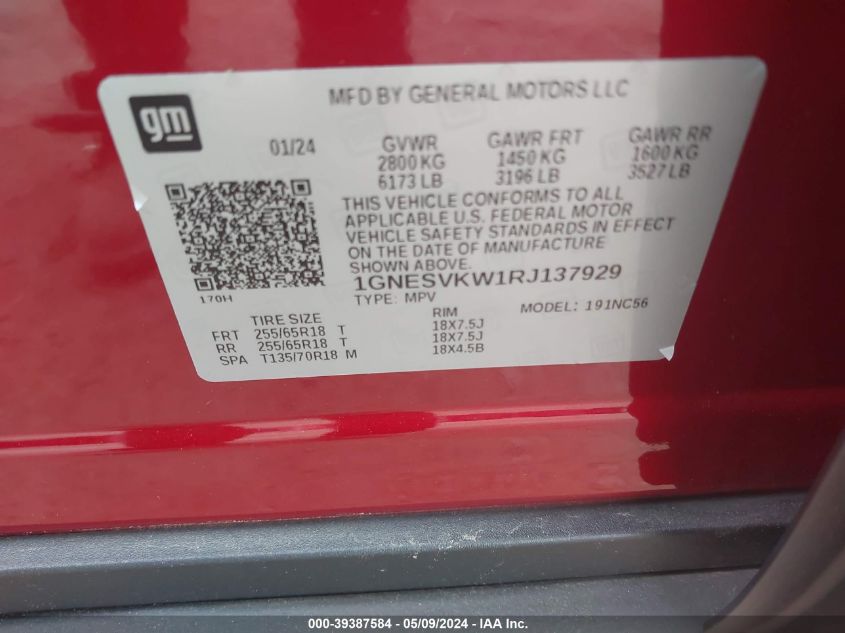 gm
MFD BY GENERAL MOTORS LLC
01/24 GVWR GAWR FRT GAWR RR
2800 KG 1450 KG 1600 KG
6173 LB 3196 LB 3527 LB
THIS VEHICLE CONFORMS TO ALL
APPLICABLE U.S. FEDERAL MOTOR
VEHICLE SAFETY STANDARDS IN EFFECT
ON THE DATE OF MANUFACTURE
SHOWN ABOVE.
1GNESVKW1RJ137929
170H
TYPE: MPV MODEL: 191NC56
TIRE SIZE RIM
FRT 255/65R18 T 18X7.5J
RR 255/65R18 T 18X7.5J
SPA T135/70R18 M 18X4.5B
000-39387584 - 05/09/2024 - IAA Inc.